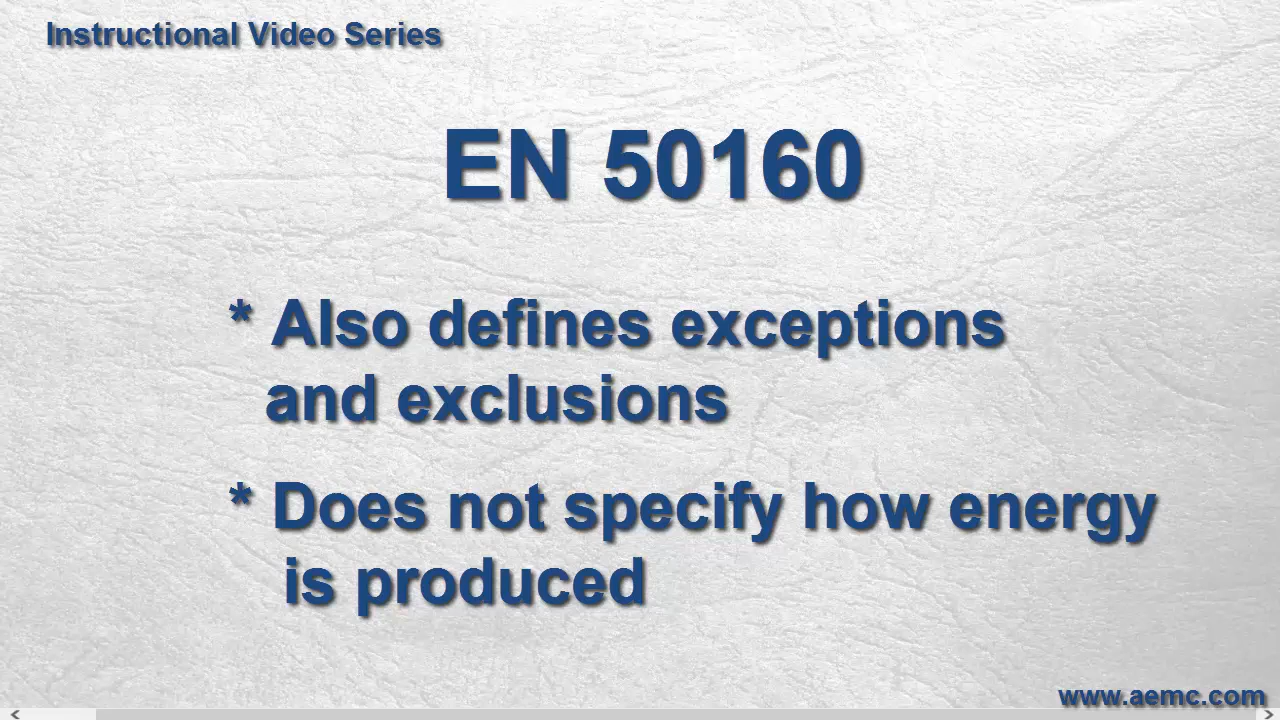 Instructional Video Series
EN 50160
* Also defines exceptions
and exclusions
* Does not specify how energy
is produced
www.aemc.com